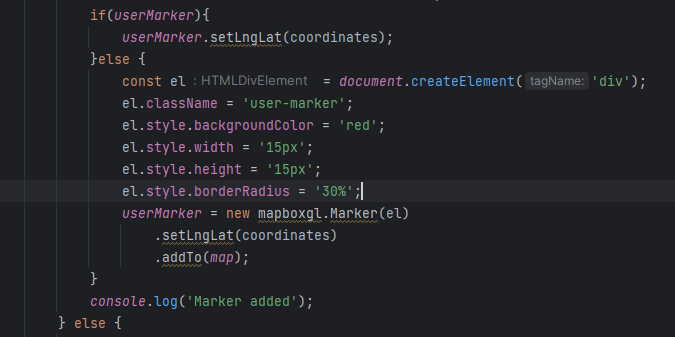 if(userMarker){
userMarker.setLngLat(coordinates);
}else {
const el : HTMLDivElement = document.createElement( tagName: 'div');
el.className = 'user-marker';
el.style.backgroundColor = 'red';
el.style.width = '15px';
el.style.height = '15px';
el.style.borderRadius = '30%';
userMarker = new mapboxgl.Marker(el)
.setLngLat(coordinates)
.addTo(map);
}
console.log('Marker added');
} else {